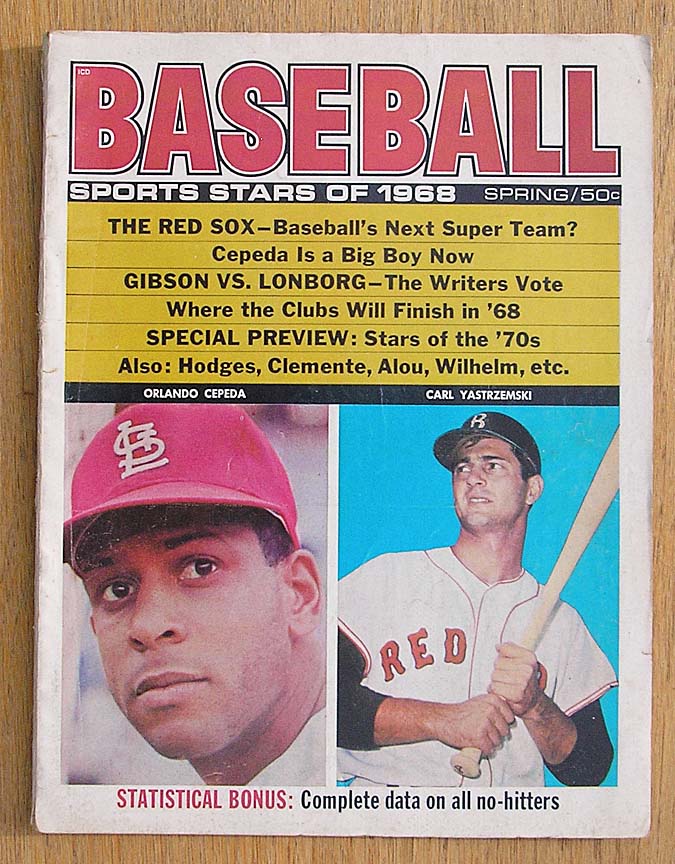 ICD
BASEBALL
SPORTS STARS OF 1968 SPRING/50¢
THE RED SOX—Baseball's Next Super Team?
Cepeda Is a Big Boy Now
GIBSON VS. LONBORG—The Writers Vote
Where the Clubs Will Finish in '68
SPECIAL PREVIEW: Stars of the '70s
Also: Hodges, Clemente, Alou, Wilhelm, etc.
ORLANDO CEPEDA CARL YASTRZEMSKI
STL
R
RED
STATISTICAL BONUS: Complete data on all no-hitters